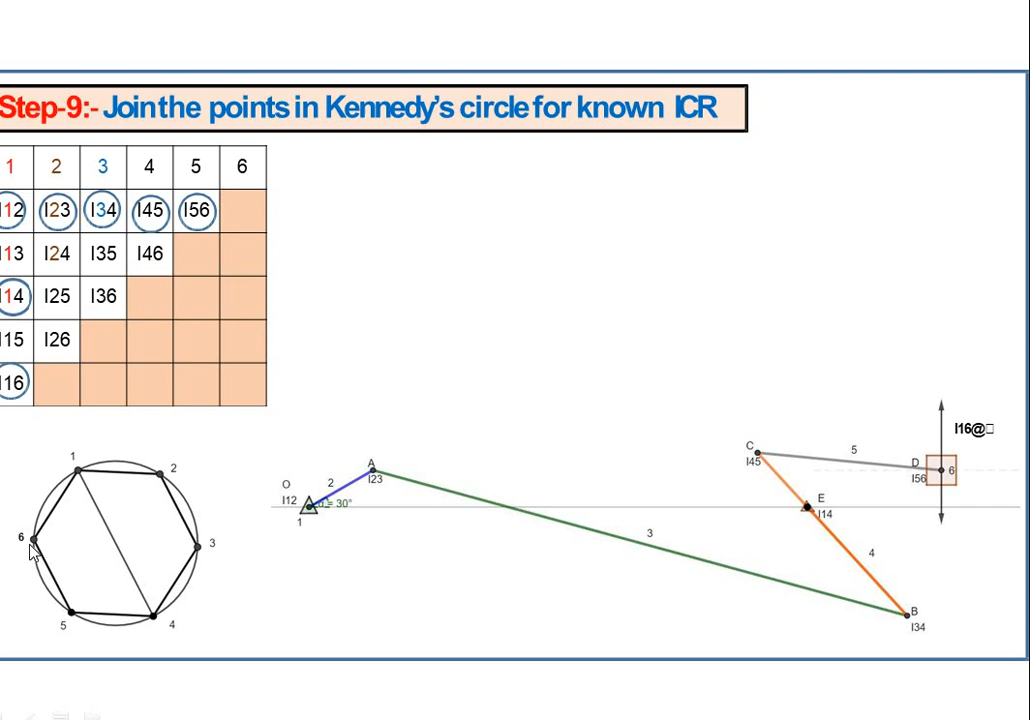 Step-9:- Join the points in Kennedy's circle for known ICR
1 2 3 4 5 6
I12 I23 I34 I45 I56
I13 I24 I35 I46
I14 I25 I36
I15 I26
I16
1
2
3
4
5
6
O
I12
1
2
= 30°
A
I23
3
C
I45
5
D
I56
6
I16@
E
I14
4
B
I34